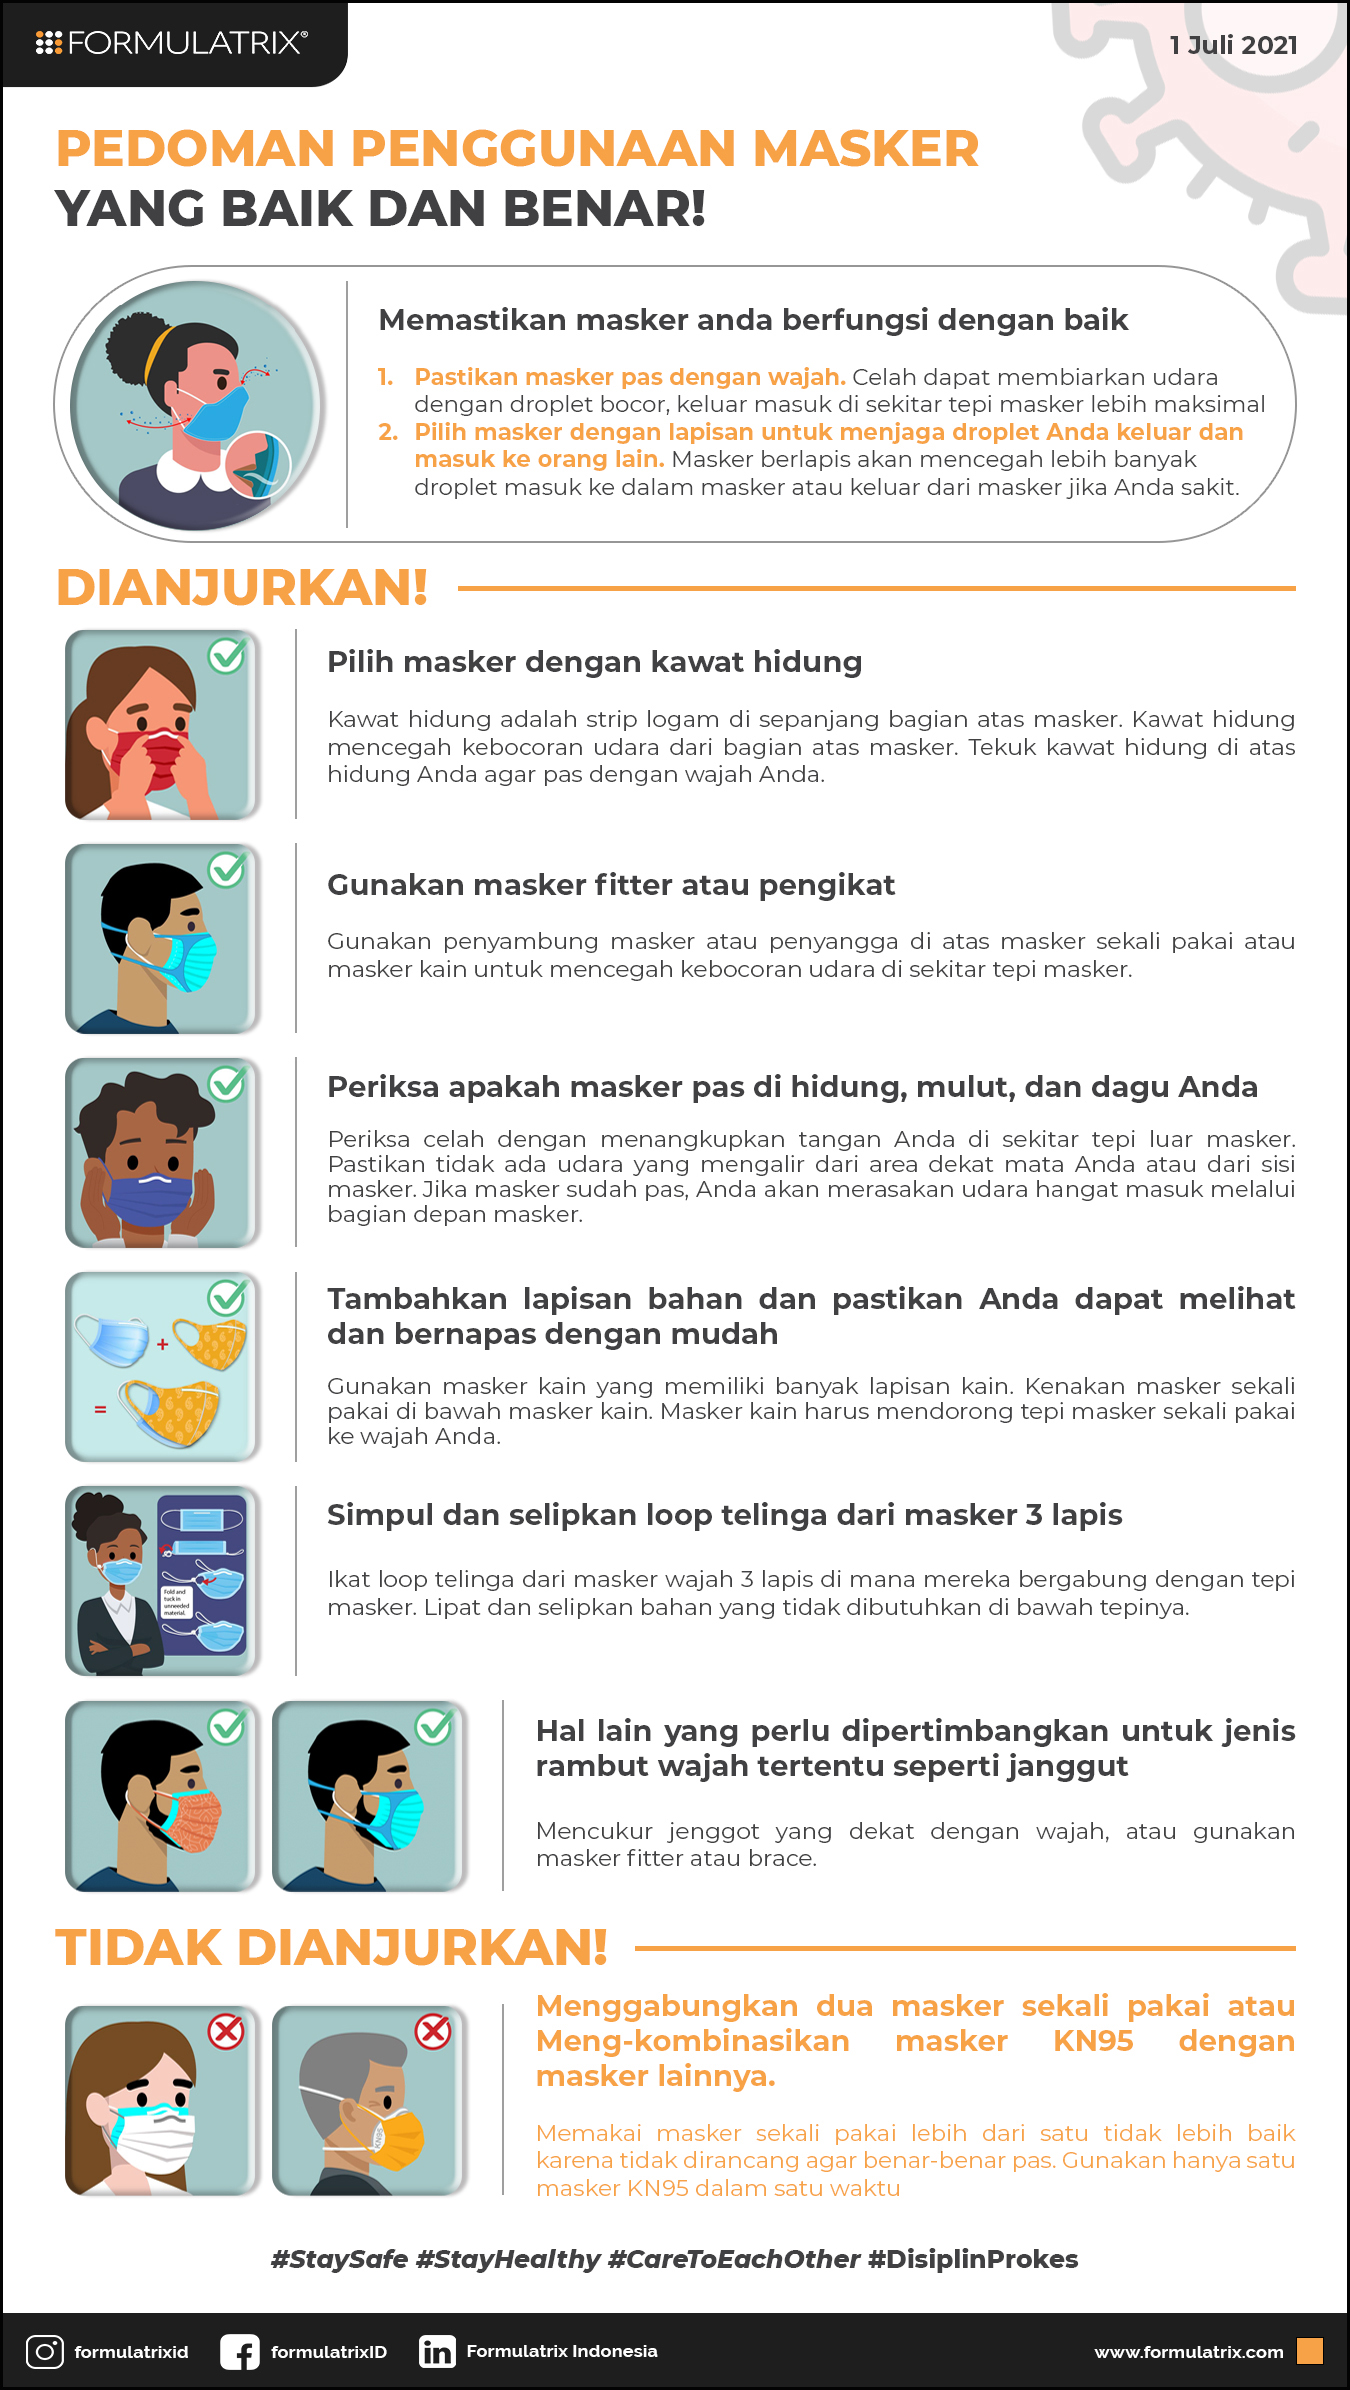 FORMULATRIX®
1 Juli 2021
PEDOMAN PENGGUNAAN MASKER
YANG BAIK DAN BENAR!
Memastikan masker anda berfungsi dengan baik
1. Pastikan masker pas dengan wajah. Celah dapat membiarkan udara
dengan droplet bocor, keluar masuk di sekitar tepi masker lebih maksimal
2. Pilih masker dengan lapisan untuk menjaga droplet Anda keluar dan
masuk ke orang lain. Masker berlapis akan mencegah lebih banyak
droplet masuk ke dalam masker atau keluar dari masker jika Anda sakit.
DIANJURKAN!
Pilih masker dengan kawat hidung
Kawat hidung adalah strip logam di sepanjang bagian atas masker. Kawat hidung
mencegah kebocoran udara dari bagian atas masker. Tekuk kawat hidung di atas
hidung Anda agar pas dengan wajah Anda.
Gunakan masker fitter atau pengikat
Gunakan penyambung masker atau penyangga di atas masker sekali pakai atau
masker kain untuk mencegah kebocoran udara di sekitar tepi masker.
Periksa apakah masker pas di hidung, mulut, dan dagu Anda
Periksa celah dengan menangkupkan tangan Anda di sekitar tepi luar masker.
Pastikan tidak ada udara yang mengalir dari area dekat mata Anda atau dari sisi
masker. Jika masker sudah pas, Anda akan merasakan udara hangat masuk melalui
bagian depan masker.
+
=
Tambahkan lapisan bahan dan pastikan Anda dapat melihat
dan bernapas dengan mudah
Gunakan masker kain yang memiliki banyak lapisan kain. Kenakan masker sekali
pakai di bawah masker kain. Masker kain harus mendorong tepi masker sekali pakai
ke wajah Anda.
Fold and
tuck in
unneeded
material.
Simpul dan selipkan loop telinga dari masker 3 lapis
Ikat loop telinga dari masker wajah 3 lapis di mana mereka bergabung dengan tepi
masker. Lipat dan selipkan bahan yang tidak dibutuhkan di bawah tepinya.
Hal lain yang perlu dipertimbangkan untuk jenis
rambut wajah tertentu seperti janggut
Mencukur jenggot yang dekat dengan wajah, atau gunakan
masker fitter atau brace.
TIDAK DIANJURKAN!
KN95
Menggabungkan dua masker sekali pakai atau
Meng-kombinasikan masker KN95 dengan
masker lainnya.
Memakai masker sekali pakai lebih dari satu tidak lebih baik
karena tidak dirancang agar benar-benar pas. Gunakan hanya satu
masker KN95 dalam satu waktu
#StaySafe #StayHealthy #CareToEachOther #DisiplinProkes
formulatrixid
formulatrixID
Formulatrix Indonesia
www.formulatrix.com